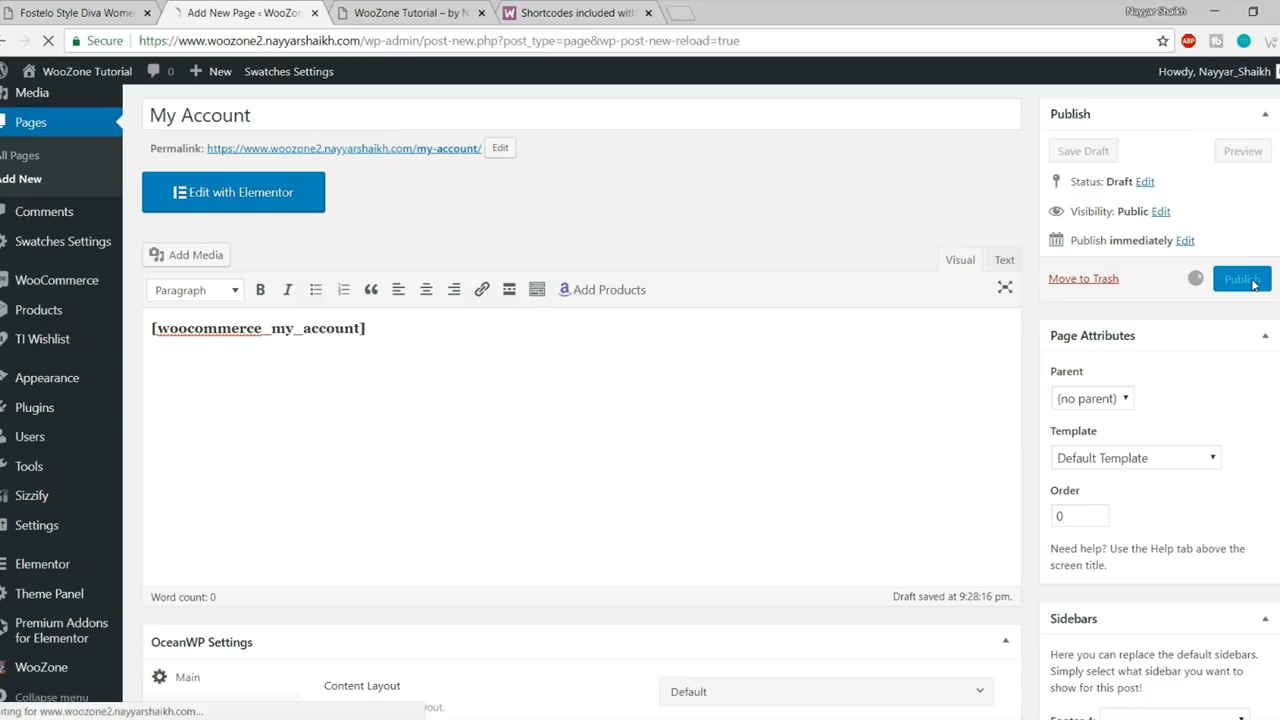 Fostelo Style Diva Wome
Add New Page ‹ WooZon
WooZone Tutorial – by N
Shortcodes included with
Nayyar Shaikh
Secure
https://www.woozone2.nayyarshaikh.com/wp-admin/post-new.php?post_type=page&wp-post-new-reload=true
ABP
WooZone Tutorial
0
New
Swatches Settings
Howdy, Nayyar_Shaikh
Media
Pages
All Pages
Add New
Comments
Swatches Settings
WooCommerce
Products
TI Wishlist
Appearance
Plugins
Users
Tools
Sizzify
Settings
Elementor
Theme Panel
Premium Addons
for Elementor
WooZone
Collapse menu
iting for www.woozone2.nayyarshaikh.com...
My Account
Permalink: https://www.woozone2.nayyarshaikh.com/my-account/ Edit
Edit with Elementor
Add Media
Visual
Text
Paragraph
B
I
Add Products
[woocommerce_my_account]
Word count: 0
Draft saved at 9:28:16 pm.
OceanWP Settings
Main
Content Layout
Default
out.
Publish
Save Draft
Preview
Status: Draft Edit
Visibility: Public Edit
Publish immediately Edit
Move to Trash
Publish
Page Attributes
Parent
(no parent)
Template
Default Template
Order
0
Need help? Use the Help tab above the
screen title.
Sidebars
Here you can replace the default sidebars.
Simply select what sidebar you want to
show for this post!